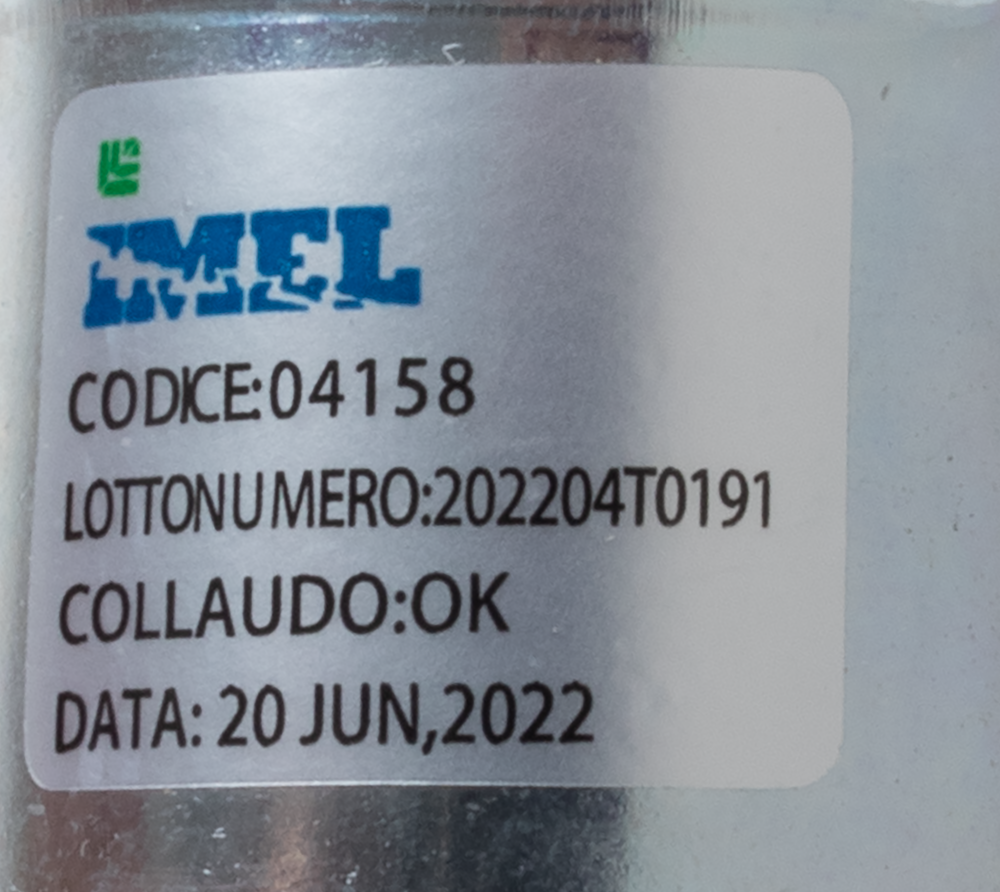 IMEL
CODICE:04158
LOTTONUMERO:202204T0191
COLLAUDO:OK
DATA: 20 JUN,2022